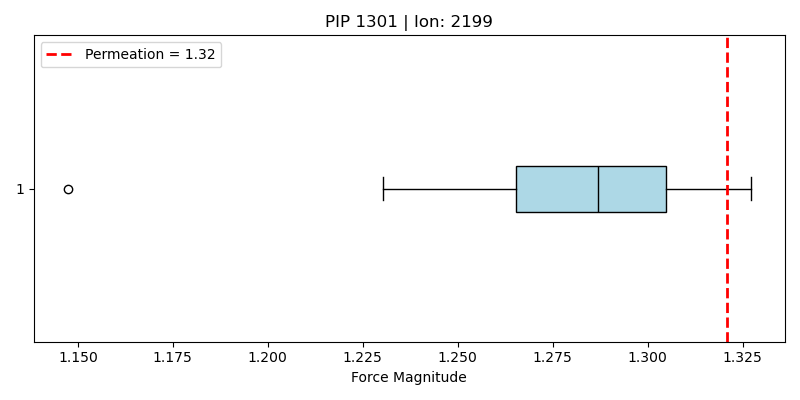 PIP 1301 | Ion: 2199
Permeation = 1.32
1
1.150 1.175 1.200 1.225 1.250 1.275 1.300 1.325
Force Magnitude